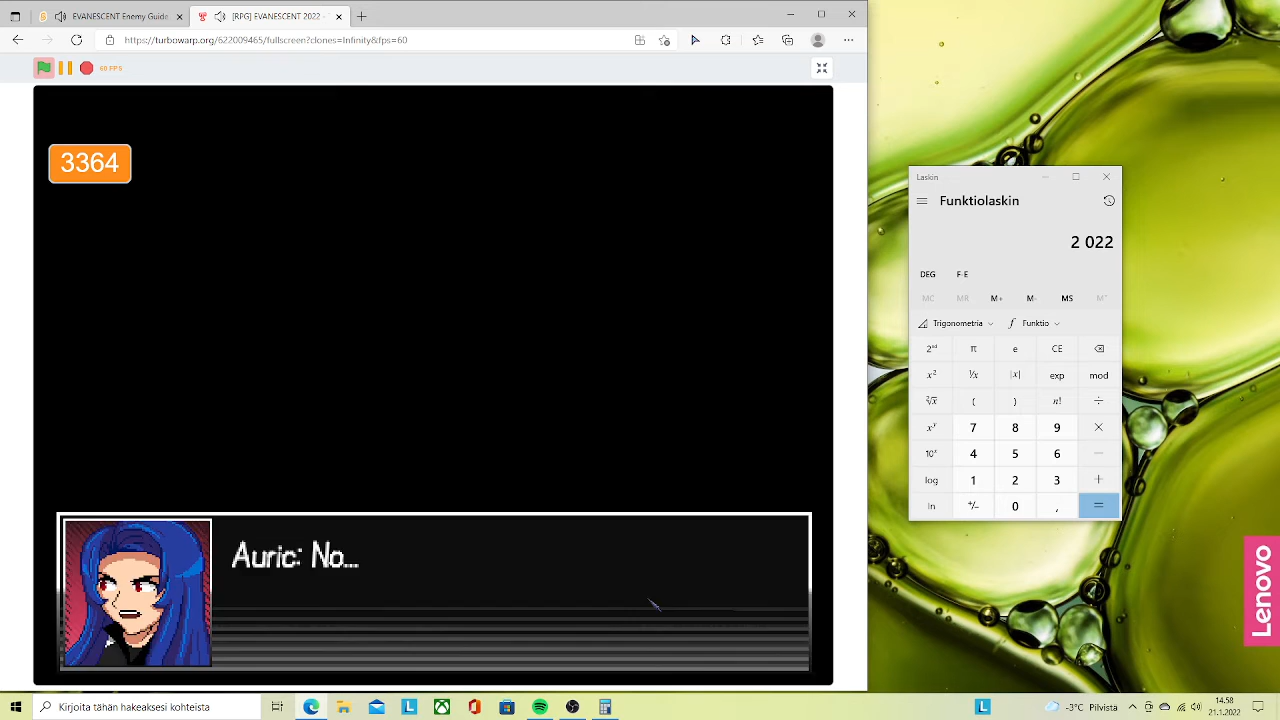 EVANESCENT Enemy Guide
[RPG] EVANESCENT 2022 -
https://turbowarp.org/622009465/fullscreen?clones=Infinity&fps=60
60 FPS
3364
Auric: No...
Laskin
Funktiolaskin
2 022
DEG F-E
MC MR M+ M- MS M˅
Trigonometria f Funktio
2ⁿᵈ π e CE
x² ¹⁄x |x| exp mod
²√x ( ) n! ÷
xʸ 7 8 9 ×
10ˣ 4 5 6 −
log 1 2 3 +
ln +/− 0 , =
Lenovo
Kirjoita tähän hakeaksesi kohteista
L
L
-3°C Pilvistä
14.58
21.1.2022